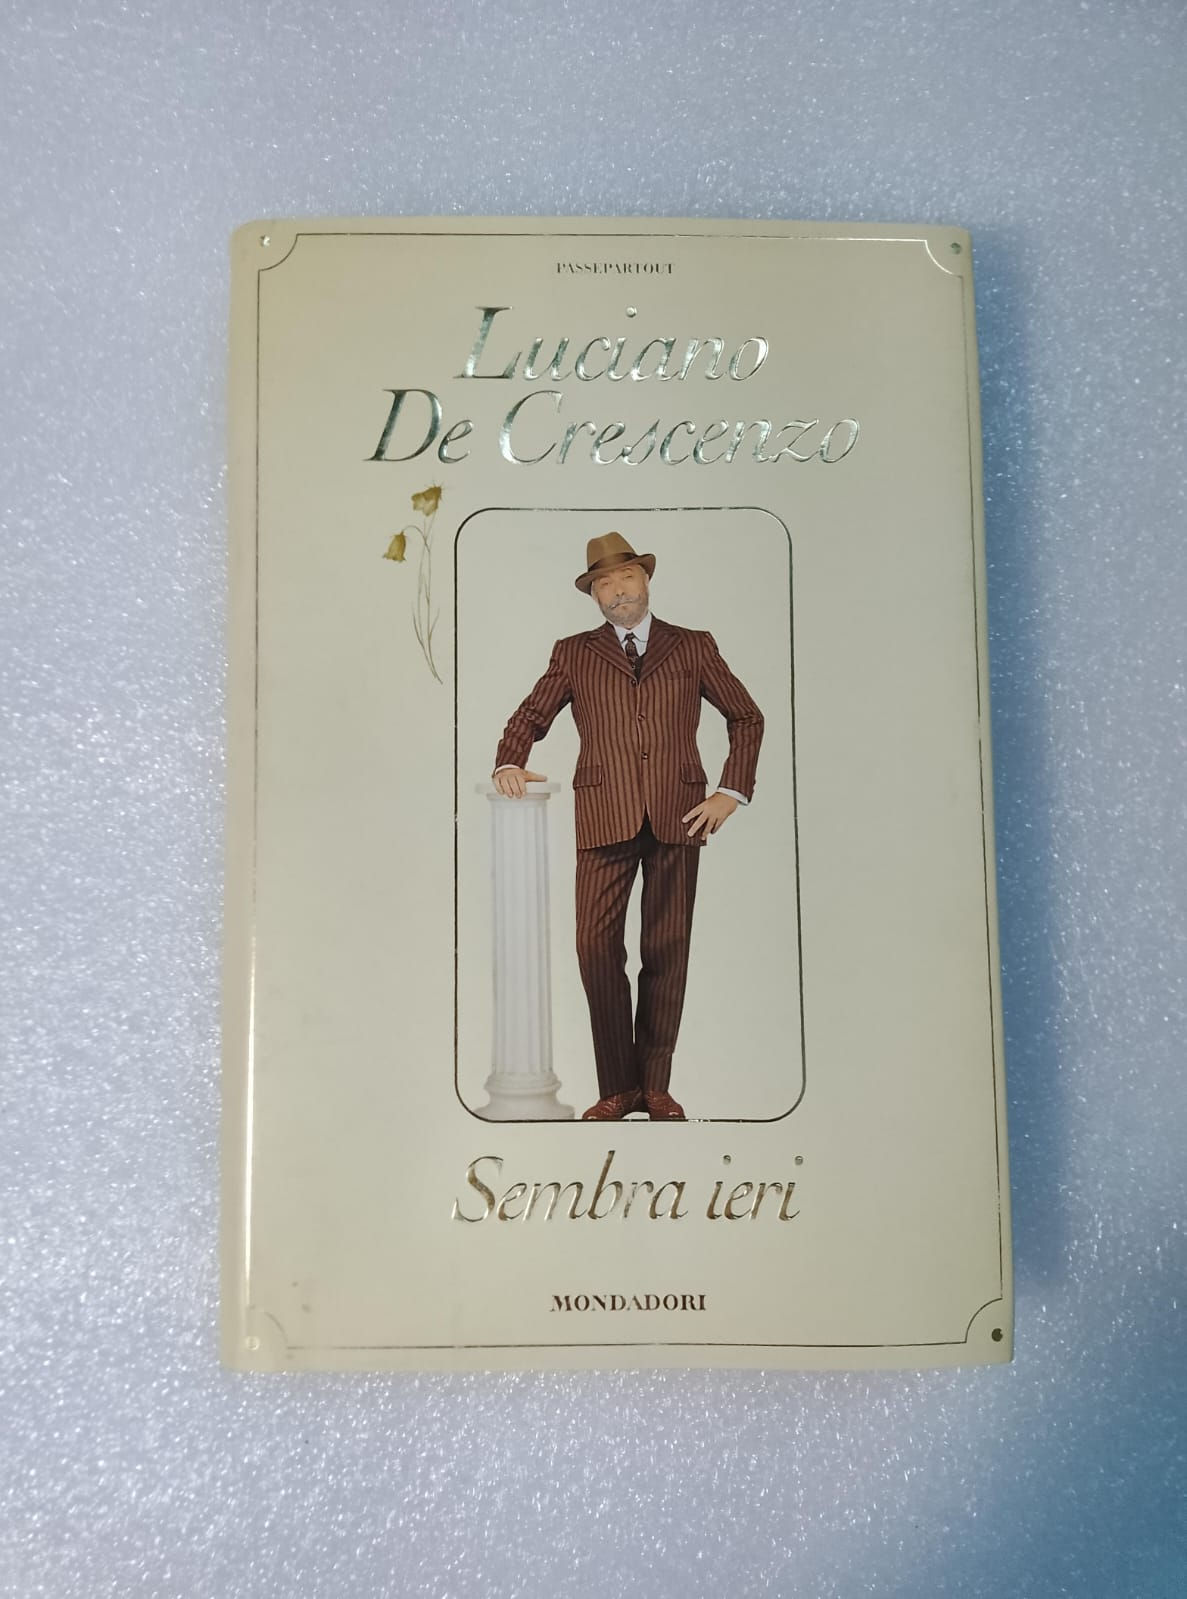 PASSEPARTOUT
Luciano
De Crescenzo
Sembra ieri
MONDADORI